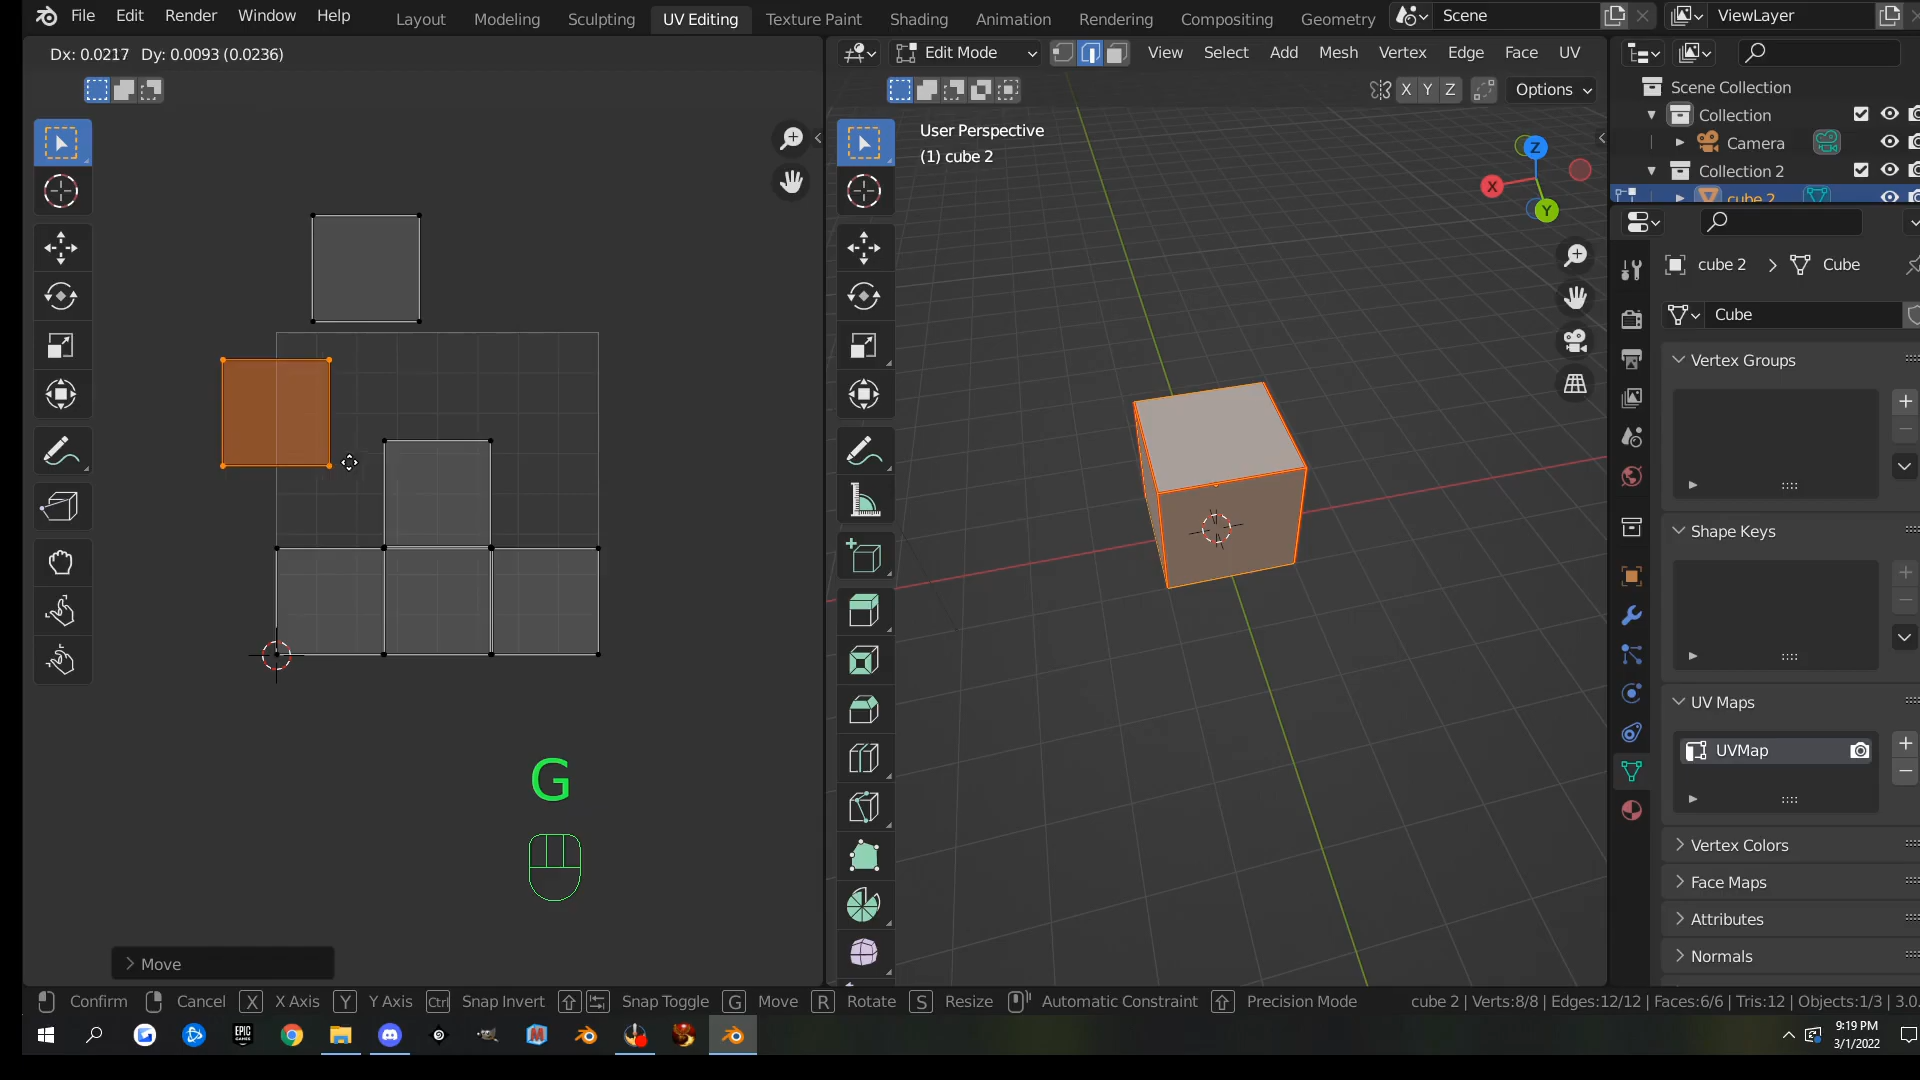 File Edit Render Window Help Layout Modeling Sculpting UV Editing Texture Paint Shading Animation Rendering Compositing Geometry Scene ViewLayer
Dx: 0.0217 Dy: 0.0093 (0.0236)
Edit Mode View Select Add Mesh Vertex Edge Face UV
X Y Z Options
User Perspective
(1) cube 2
Z
X
Y
Scene Collection
Collection
Camera
Collection 2
cube 2
cube 2 > Cube
Cube
Vertex Groups
Shape Keys
UV Maps
UVMap
Vertex Colors
Face Maps
Attributes
Normals
G
Move
Confirm Cancel X X Axis Y Y Axis Ctrl Snap Invert Snap Toggle G Move R Rotate S Resize Automatic Constraint Precision Mode cube 2 | Verts:8/8 | Edges:12/12 | Faces:6/6 | Tris:12 | Objects:1/3 | 3.0.
EPIC GAMES
9:19 PM
3/1/2022